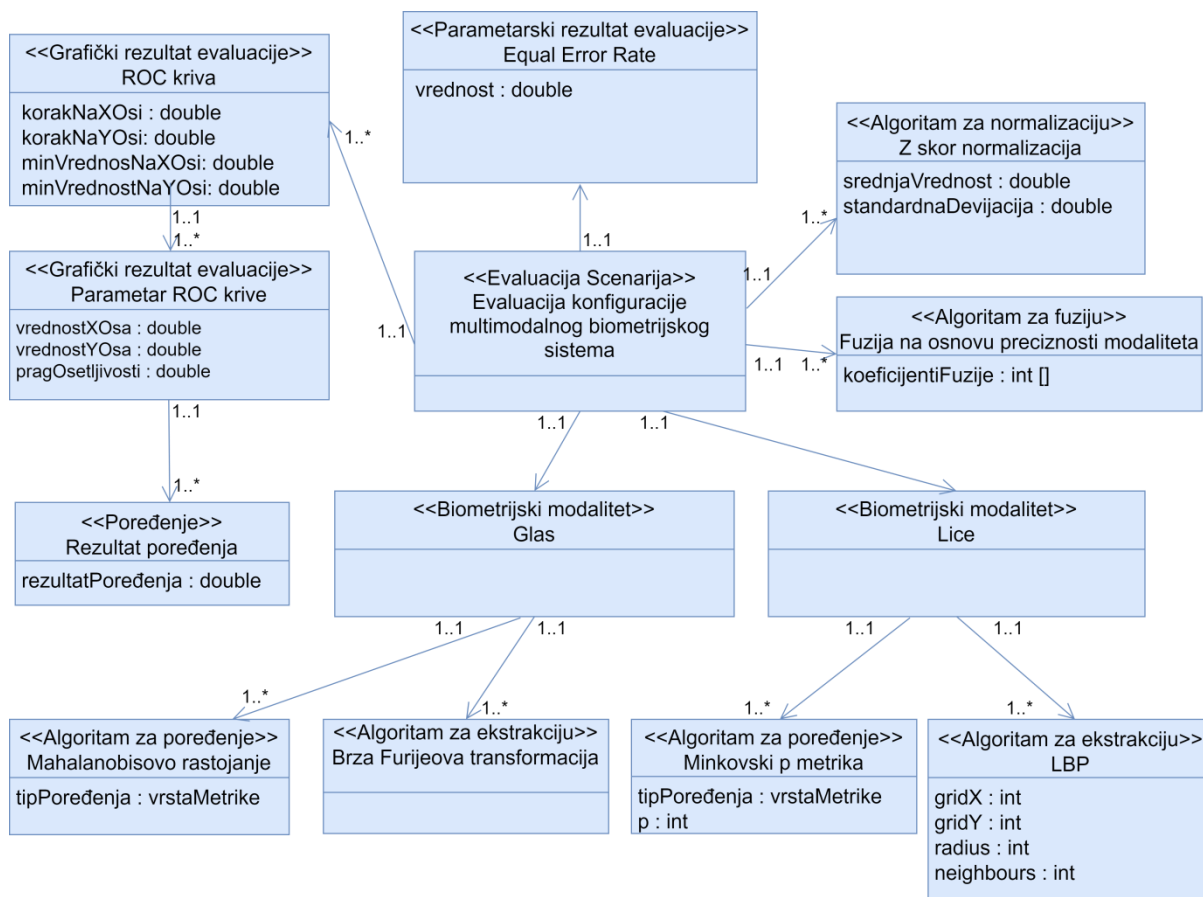 <<Grafički rezultat evaluacije>>
ROC kriva
korakNaXOsi : double
korakNaYOsi : double
minVrednosNaXOsi: double
minVrednostNaYOsi: double
1..1
1..*
<<Parametarski rezultat evaluacije>>
Equal Error Rate
vrednost : double
1..*
<<Algoritam za normalizaciju>>
Z skor normalizacija
srednjaVrednost : double
standardnaDevijacija : double
1..*
1..1
1..1
<<Grafički rezultat evaluacije>>
Parametar ROC krive
vrednostXOsa : double
vrednostYOsa : double
pragOsetljivosti : double
1..1
1..*
<<Evaluacija Scenarija>>
Evaluacija konfiguracije
multimodalnog biometrijskog
sistema
1..1
1..1
1..*
<<Algoritam za fuziju>>
Fuzija na osnovu preciznosti modaliteta
koeficijentiFuzije : int []
1..1
1..1
<<Poređenje>>
Rezultat poređenja
rezultatPoređenja : double
<<Biometrijski modalitet>>
Glas
<<Biometrijski modalitet>>
Lice
1..1
1..1
1..1
1..1
1..*
1..*
1..*
1..*
<<Algoritam za poređenje>>
Mahalanobisovo rastojanje
tipPoređenja : vrstaMetrike
<<Algoritam za ekstrakciju>>
Brza Furijeova transformacija
<<Algoritam za poređenje>>
Minkovski p metrika
tipPoređenja : vrstaMetrike
p : int
<<Algoritam za ekstrakciju>>
LBP
gridX : int
gridY : int
radius : int
neighbours : int